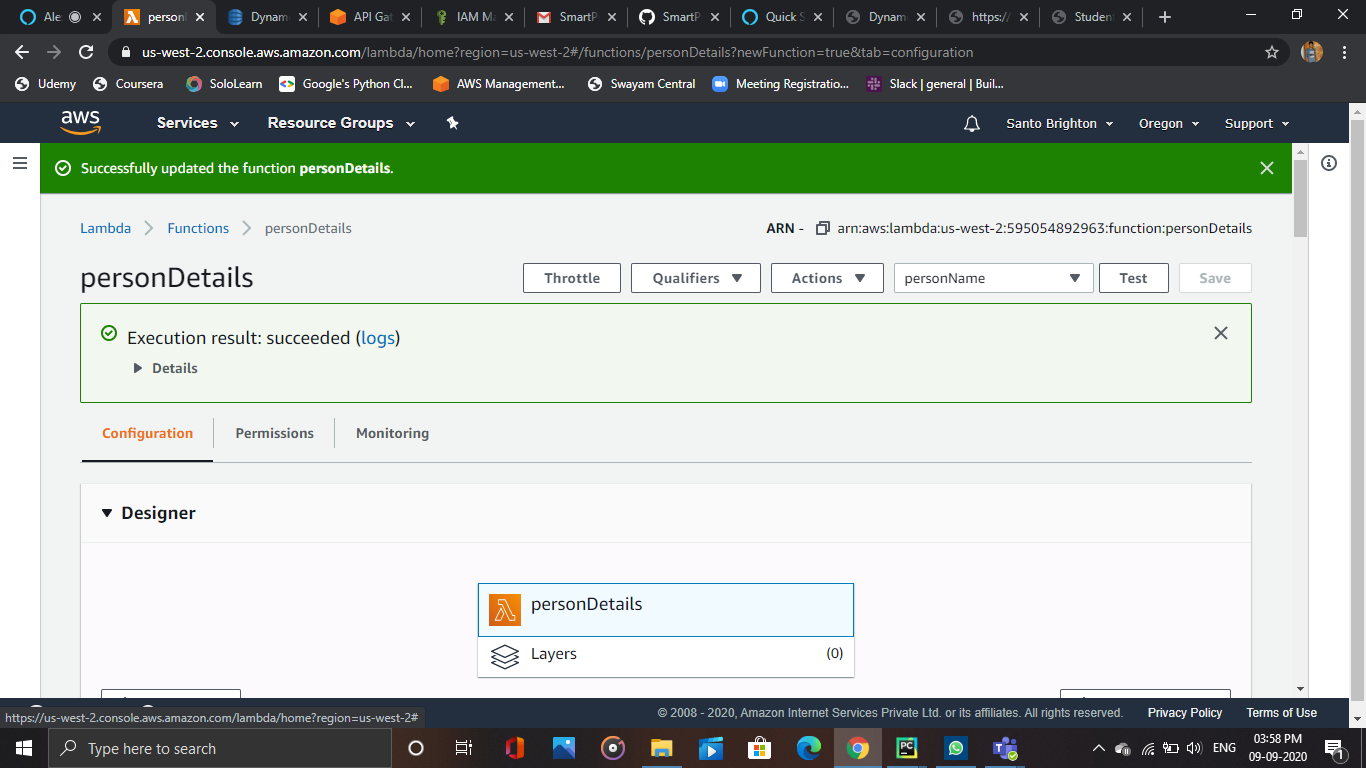 Ale
person
Dynam
API Gat
IAM Ma
SmartP
SmartP
Quick S
Dynam
https://
Student
us-west-2.console.aws.amazon.com/lambda/home?region=us-west-2#/functions/personDetails?newFunction=true&tab=configuration
Udemy
Coursera
SoloLearn
Google's Python Cl...
AWS Management...
Swayam Central
Meeting Registratio...
Slack | general | Buil...
aws
Services
Resource Groups
Santo Brighton
Oregon
Support
Successfully updated the function personDetails.
Lambda
Functions
personDetails
ARN - arn:aws:lambda:us-west-2:595054892963:function:personDetails
personDetails
Throttle
Qualifiers
Actions
personName
Test
Save
Execution result: succeeded (logs)
Details
Configuration
Permissions
Monitoring
Designer
personDetails
Layers
(0)
https://us-west-2.console.aws.amazon.com/lambda/home?region=us-west-2#
© 2008 - 2020, Amazon Internet Services Private Ltd. or its affiliates. All rights reserved.
Privacy Policy
Terms of Use
Type here to search
PC
ENG
03:58 PM
09-09-2020
1